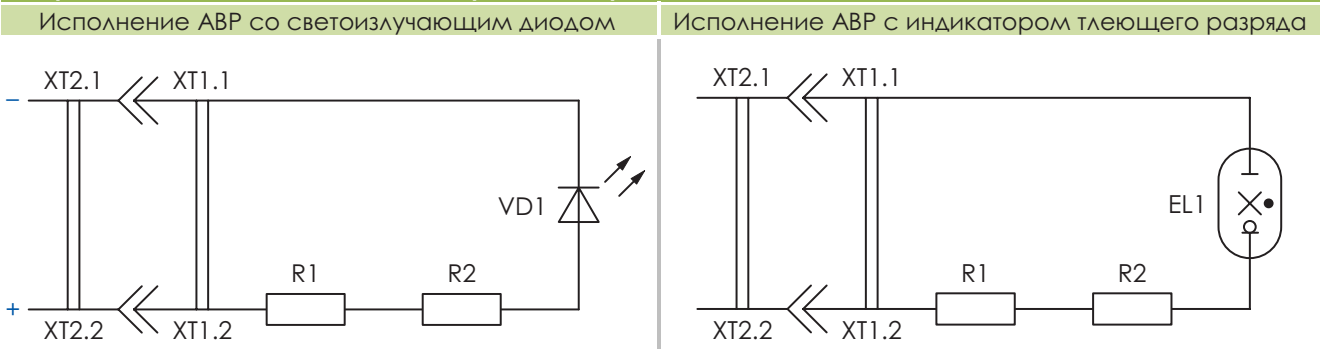 Исполнение АВР со светоизлучающим диодом
Исполнение АВР с индикатором тлеющего разряда
XT2.1 XT1.1
−
VD1
R1 R2
+
XT2.2 XT1.2
XT2.1 XT1.1
EL1
R1 R2
XT2.2 XT1.2